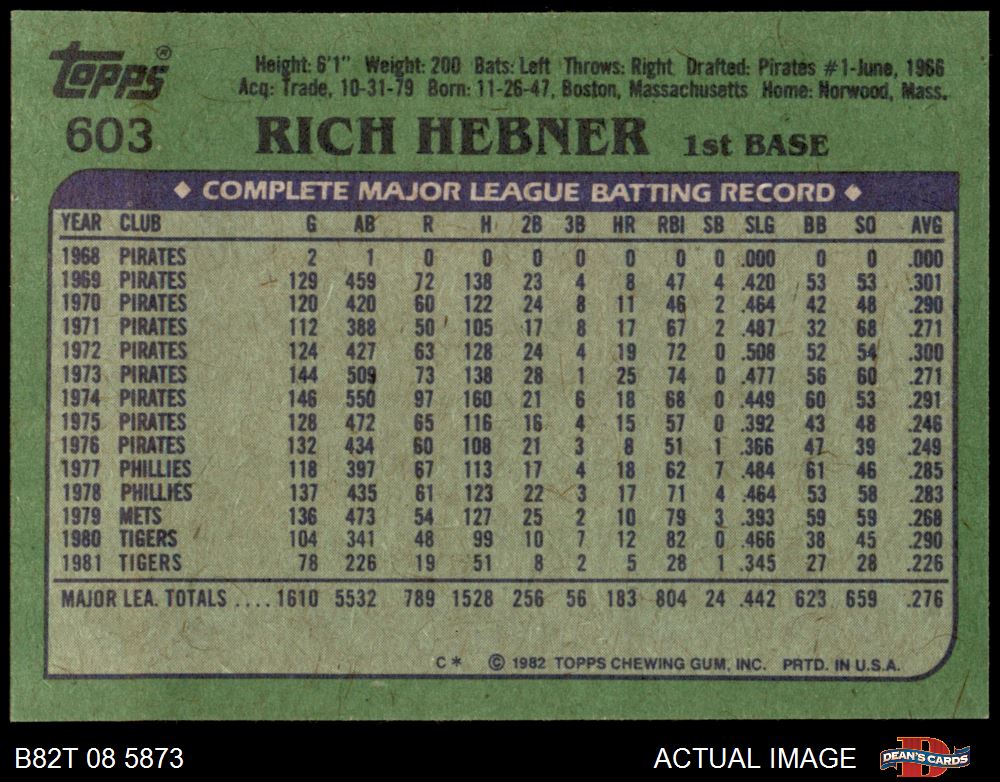 Topps®
Height: 6'1" Weight: 200 Bats: Left Throws: Right Drafted: Pirates #1-June, 1966
Acq: Trade, 10-31-79 Born: 11-26-47, Boston, Massachusetts Home: Norwood, Mass.
603 RICH HEBNER 1st BASE
◆ COMPLETE MAJOR LEAGUE BATTING RECORD ◆
YEAR CLUB G AB R H 2B 3B HR RBI SB SLG BB SO AVG
1968 PIRATES 2 1 0 0 0 0 0 0 0 .000 0 0 .000
1969 PIRATES 129 459 72 138 23 4 8 47 4 .420 53 53 .301
1970 PIRATES 120 420 60 122 24 8 11 46 2 .464 42 48 .290
1971 PIRATES 112 388 50 105 17 8 17 67 2 .487 32 68 .271
1972 PIRATES 124 427 63 128 24 4 19 72 0 .508 52 54 .300
1973 PIRATES 144 509 73 138 28 1 25 74 0 .477 56 60 .271
1974 PIRATES 146 550 97 160 21 6 18 68 0 .449 60 53 .291
1975 PIRATES 128 472 65 116 16 4 15 57 0 .392 43 48 .246
1976 PIRATES 132 434 60 108 21 3 8 51 1 .366 47 39 .249
1977 PHILLIES 118 397 67 113 17 4 18 62 7 .484 61 46 .285
1978 PHILLIES 137 435 61 123 22 3 17 71 4 .464 53 58 .283
1979 METS 136 473 54 127 25 2 10 79 3 .393 59 59 .268
1980 TIGERS 104 341 48 99 10 7 12 82 0 .466 38 45 .290
1981 TIGERS 78 226 19 51 8 2 5 28 1 .345 27 28 .226
MAJOR LEA. TOTALS .... 1610 5532 789 1528 256 56 183 804 24 .442 623 659 .276
C * © 1982 TOPPS CHEWING GUM, INC. PRTD. IN U.S.A.
B82T 08 5873 ACTUAL IMAGE DEAN'S CARDS